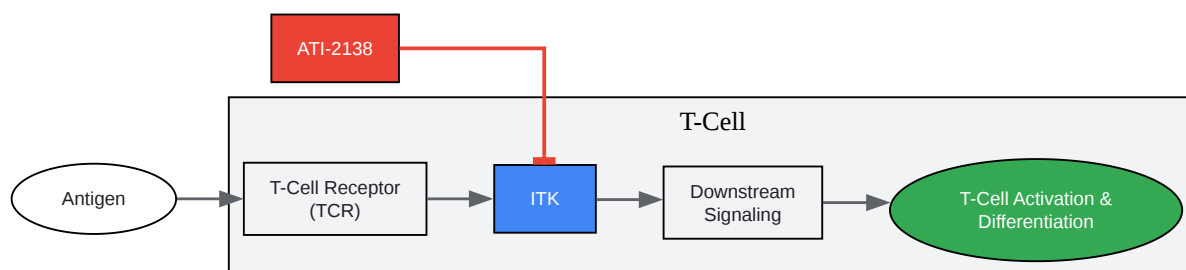 ATI-2138
T-Cell
Antigen
T-Cell Receptor
(TCR)
ITK
Downstream
Signaling
T-Cell Activation &
Differentiation